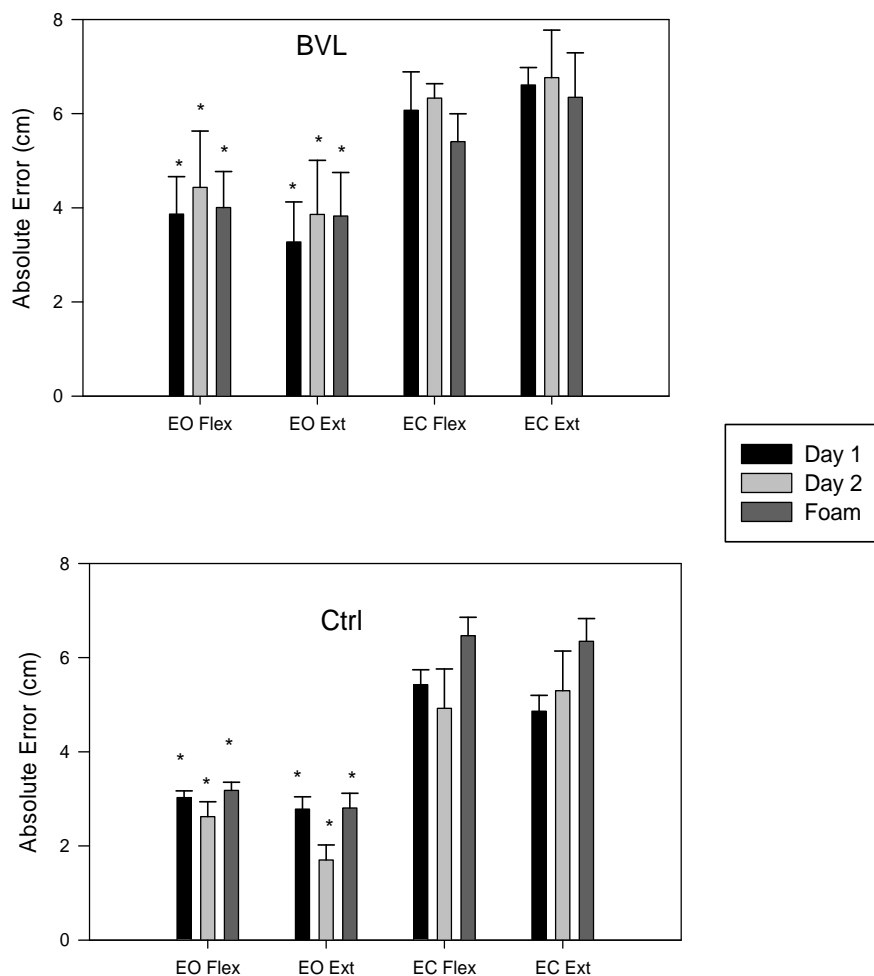 8
BVL
*
*
*
*
*
*
6
4
2
0
Absolute Error (cm)
EO Flex
EO Ext
EC Flex
EC Ext
Day 1
Day 2
Foam
8
Ctrl
6
4
2
0
*
*
*
*
*
*
Absolute Error (cm)
EO Flex
EO Ext
EC Flex
EC Ext